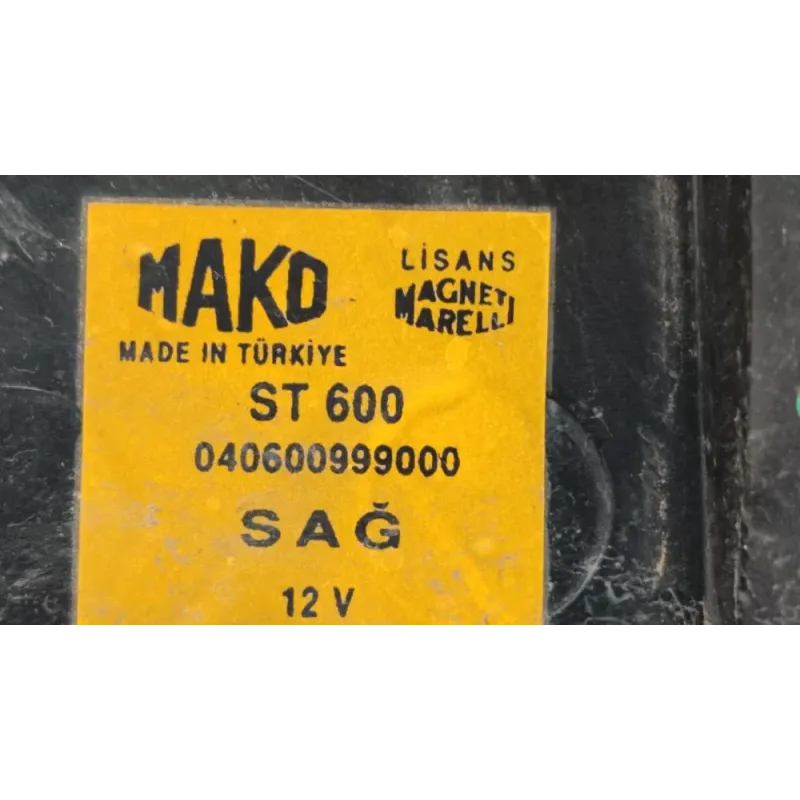 MAKO
LİSANS
MAGNETI
MARELLI
MADE IN TÜRKİYE
ST 600
040600999000
SAĞ
12 V